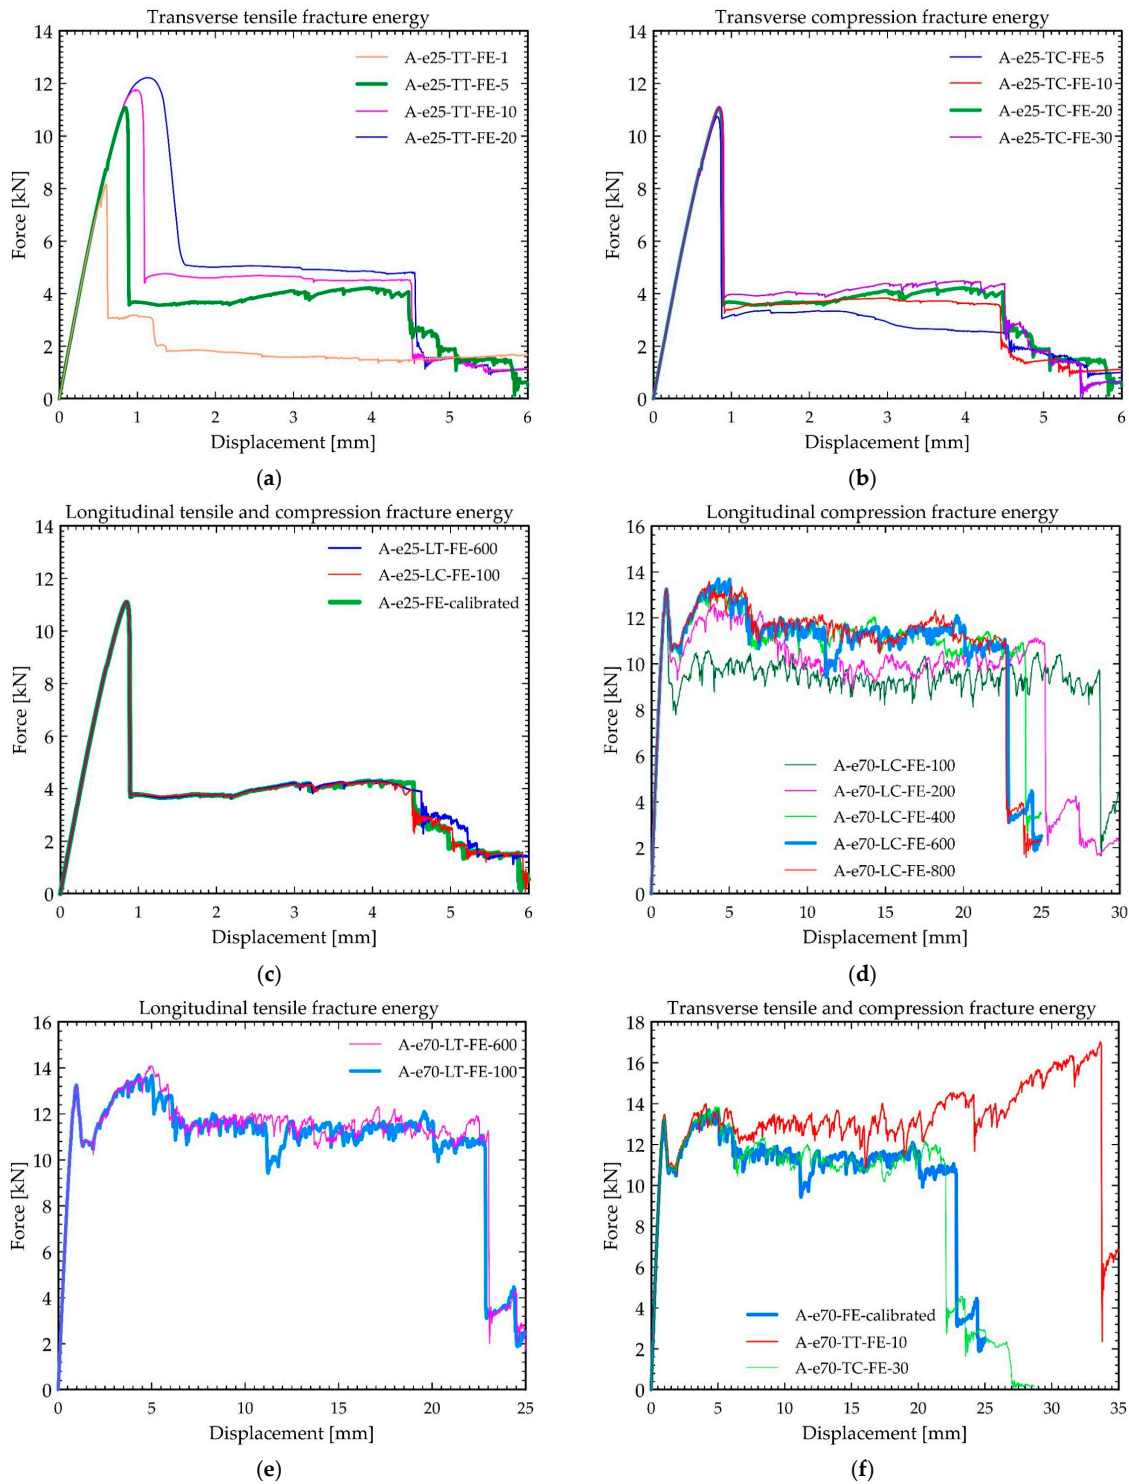 Transverse tensile fracture energy
14
12
10
8
6
4
2
0
Force [kN]
A-e25-TT-FE-1
A-e25-TT-FE-5
A-e25-TT-FE-10
A-e25-TT-FE-20
0 1 2 3 4 5 6
Displacement [mm]
(a)
Transverse compression fracture energy
14
12
10
8
6
4
2
0
Force [kN]
A-e25-TC-FE-5
A-e25-TC-FE-10
A-e25-TC-FE-20
A-e25-TC-FE-30
0 1 2 3 4 5 6
Displacement [mm]
(b)
Longitudinal tensile and compression fracture energy
14
12
10
8
6
4
2
0
Force [kN]
A-e25-LT-FE-600
A-e25-LC-FE-100
A-e25-FE-calibrated
0 1 2 3 4 5 6
Displacement [mm]
(c)
Longitudinal compression fracture energy
16
14
12
10
8
6
4
2
0
Force [kN]
A-e70-LC-FE-100
A-e70-LC-FE-200
A-e70-LC-FE-400
A-e70-LC-FE-600
A-e70-LC-FE-800
0 5 10 15 20 25 30
Displacement [mm]
(d)
Longitudinal tensile fracture energy
16
14
12
10
8
6
4
2
0
Force [kN]
A-e70-LT-FE-600
A-e70-LT-FE-100
0 5 10 15 20 25
Displacement [mm]
(e)
Transverse tensile and compression fracture energy
18
16
14
12
10
8
6
4
2
0
Force [kN]
A-e70-FE-calibrated
A-e70-TT-FE-10
A-e70-TC-FE-30
0 5 10 15 20 25 30 35
Displacement [mm]
(f)